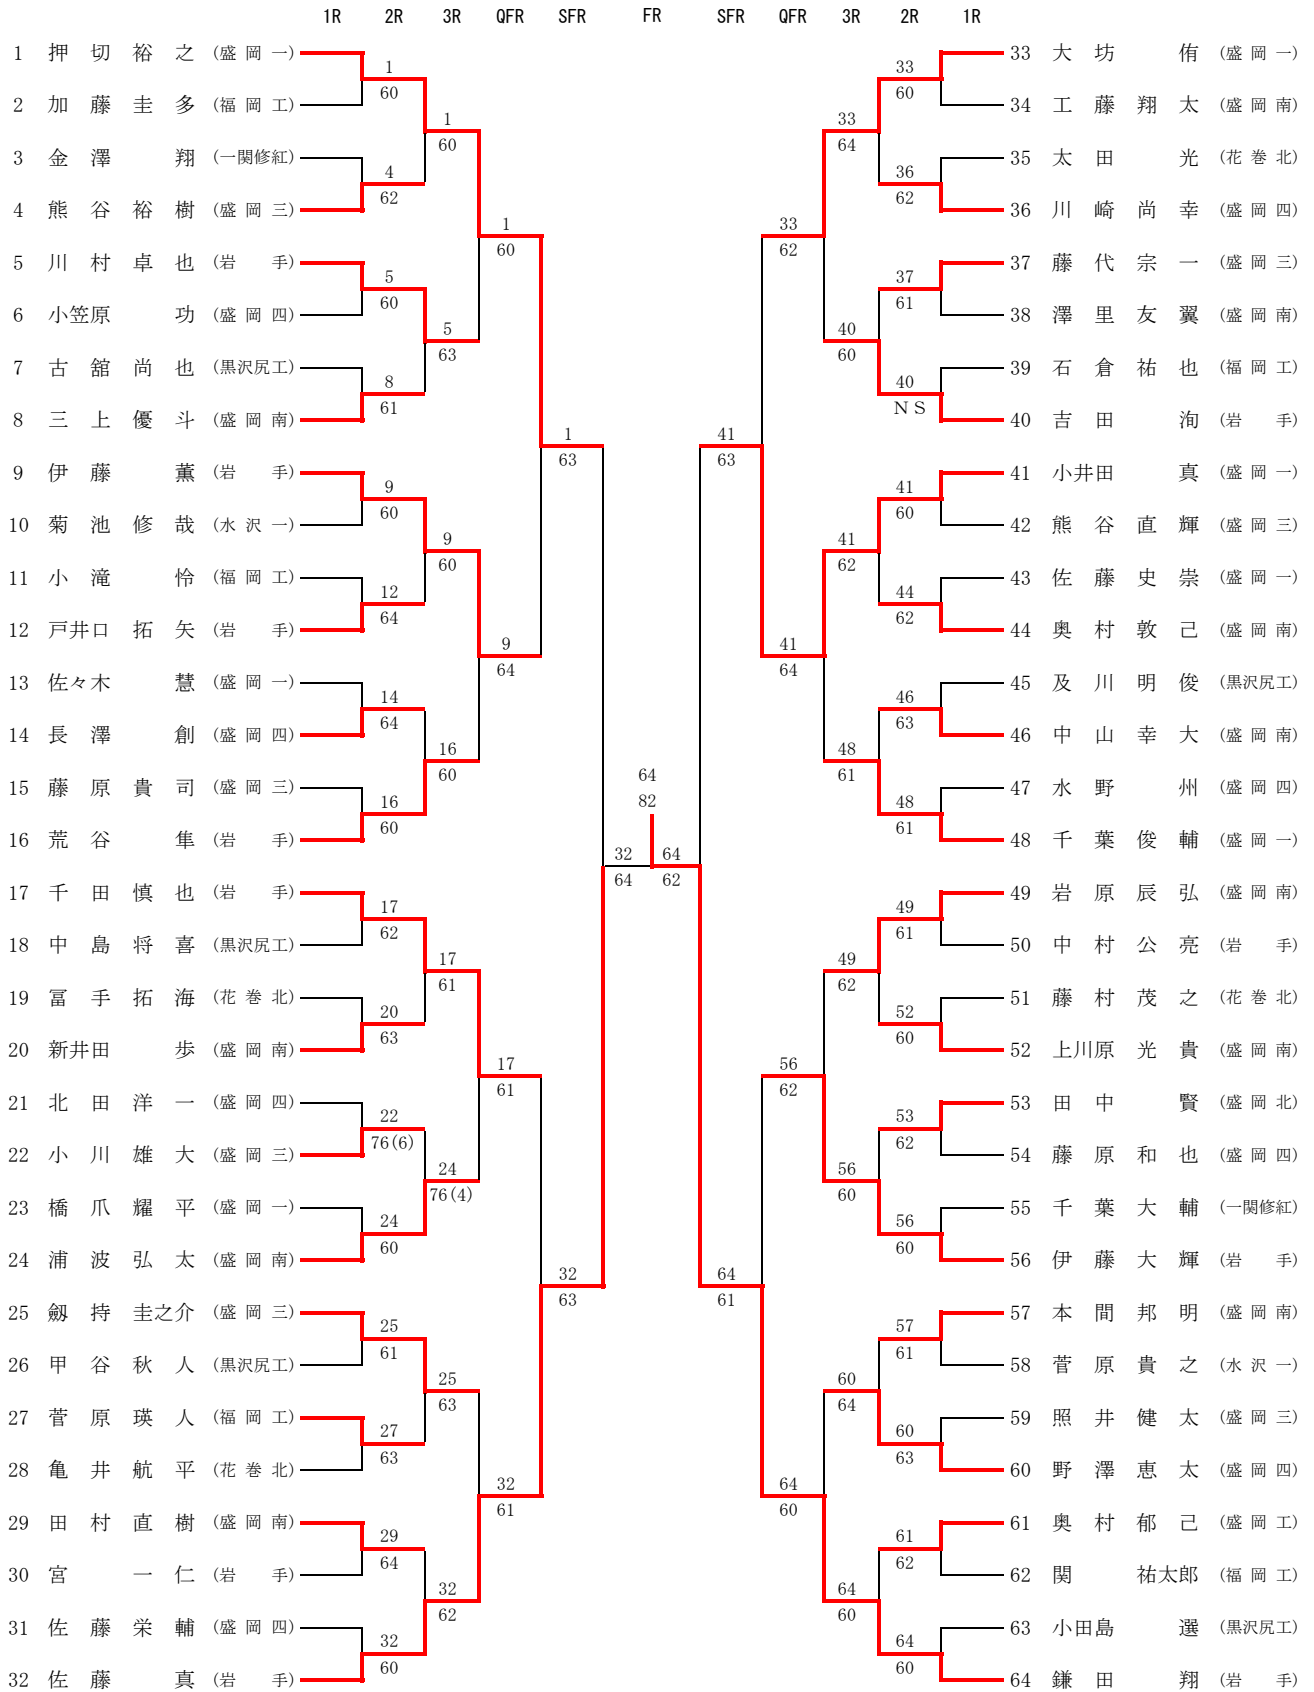 1R 2R 3R QFR SFR FR SFR QFR 3R 2R 1R
1 押切裕之 (盛岡一) 1 33 33 大坊侑 (盛岡一)
60 60
2 加藤圭多 (福岡工) 1 33 34 工藤翔太 (盛岡南)
60 64
3 金澤翔 (一関修紅) 4 36 35 太田光 (花巻北)
62 62
4 熊谷裕樹 (盛岡三) 1 33 36 川崎尚幸 (盛岡四)
60 62
5 川村卓也 (岩手) 5 37 37 藤代宗一 (盛岡三)
60 61
6 小笠原功 (盛岡四) 5 40 38 澤里友翼 (盛岡南)
63 60
7 古舘尚也 (黒沢尻工) 8 40 39 石倉祐也 (福岡工)
61 NS
8 三上優斗 (盛岡南) 1 41 40 吉田洵 (岩手)
63 63
9 伊藤薫 (岩手) 9 41 41 小井田真 (盛岡一)
60 60
10 菊池修哉 (水沢一) 9 41 42 熊谷直輝 (盛岡三)
60 62
11 小滝怜 (福岡工) 12 44 43 佐藤史崇 (盛岡一)
64 62
12 戸井口拓矢 (岩手) 9 41 44 奥村敦己 (盛岡南)
64 64
13 佐々木慧 (盛岡一) 14 46 45 及川明俊 (黒沢尻工)
64 63
14 長澤創 (盛岡四) 16 48 46 中山幸大 (盛岡南)
60 61
15 藤原貴司 (盛岡三) 16 64 48 47 水野州 (盛岡四)
60 82 61
16 荒谷隼 (岩手) 32 64 48 千葉俊輔 (盛岡一)
64 62
17 千田慎也 (岩手) 17 49 49 岩原辰弘 (盛岡南)
62 61
18 中島将喜 (黒沢尻工) 17 49 50 中村公亮 (岩手)
61 62
19 冨手拓海 (花巻北) 20 52 51 藤村茂之 (花巻北)
63 60
20 新井田歩 (盛岡南) 17 56 52 上川原光貴 (盛岡南)
61 62
21 北田洋一 (盛岡四) 22 53 53 田中賢 (盛岡北)
76(6) 62
22 小川雄大 (盛岡三) 24 56 54 藤原和也 (盛岡四)
76(4) 60
23 橋爪耀平 (盛岡一) 24 56 55 千葉大輔 (一関修紅)
60 60
24 浦波弘太 (盛岡南) 32 64 56 伊藤大輝 (岩手)
63 61
25 剱持圭之介 (盛岡三) 25 57 57 本間邦明 (盛岡南)
61 61
26 甲谷秋人 (黒沢尻工) 25 60 58 菅原貴之 (水沢一)
63 64
27 菅原瑛人 (福岡工) 27 60 59 照井健太 (盛岡三)
63 63
28 亀井航平 (花巻北) 32 64 60 野澤恵太 (盛岡四)
61 60
29 田村直樹 (盛岡南) 29 61 61 奥村郁己 (盛岡工)
64 62
30 宮一仁 (岩手) 32 64 62 関祐太郎 (福岡工)
62 60
31 佐藤栄輔 (盛岡四) 32 64 63 小田島選 (黒沢尻工)
60 60
32 佐藤真 (岩手) 64 鎌田翔 (岩手)